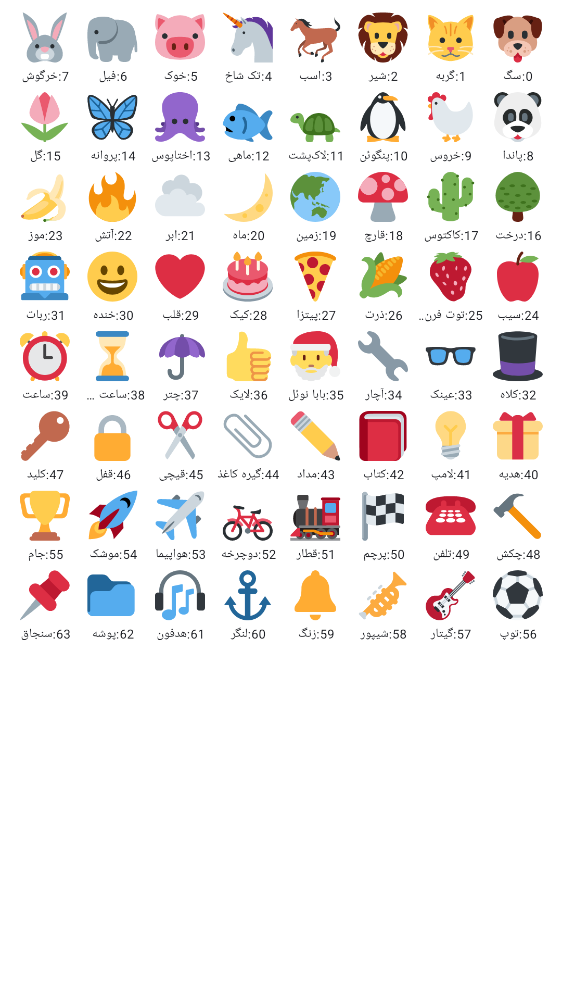 0:سگ 1:گربه 2:شیر 3:اسب 4:تک شاخ 5:خوک 6:فیل 7:خرگوش
8:پاندا 9:خروس 10:پنگوئن 11:لاک‌پشت 12:ماهی 13:اختاپوس 14:پروانه 15:گل
16:درخت 17:کاکتوس 18:قارچ 19:زمین 20:ماه 21:ابر 22:آتش 23:موز
24:سیب 25:توت فرن… 26:ذرت 27:پیتزا 28:کیک 29:قلب 30:خنده 31:ربات
32:کلاه 33:عینک 34:آچار 35:بابا نوئل 36:لایک 37:چتر 38:ساعت … 39:ساعت
40:هدیه 41:لامپ 42:کتاب 43:مداد 44:گیره کاغذ 45:قیچی 46:قفل 47:کلید
48:چکش 49:تلفن 50:پرچم 51:قطار 52:دوچرخه 53:هواپیما 54:موشک 55:جام
56:توپ 57:گیتار 58:شیپور 59:زنگ 60:لنگر 61:هدفون 62:پوشه 63:سنجاق